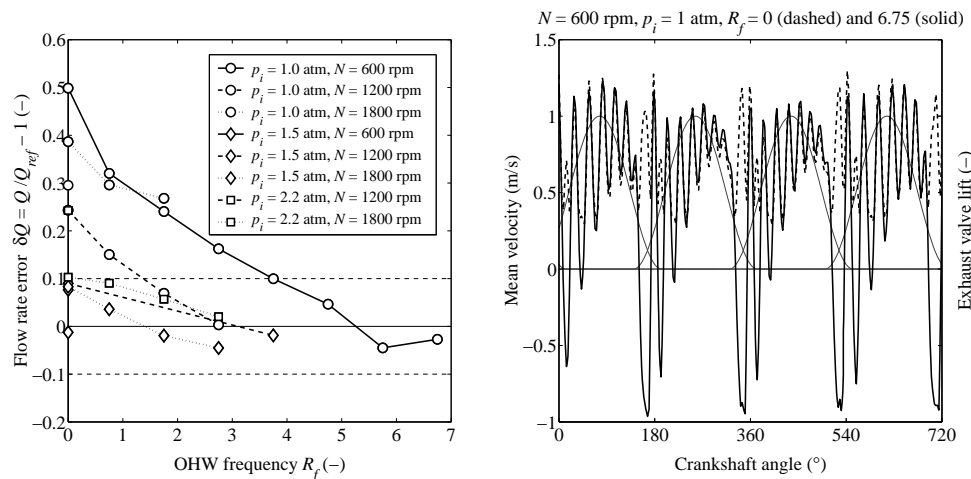 0.6
0.5
0.4
0.3
0.2
0.1
0
−0.1
−0.2
Flow rate error δQ = Q/Q_ref − 1 (–)
p_i = 1.0 atm, N = 600 rpm
p_i = 1.0 atm, N = 1200 rpm
p_i = 1.0 atm, N = 1800 rpm
p_i = 1.5 atm, N = 600 rpm
p_i = 1.5 atm, N = 1200 rpm
p_i = 1.5 atm, N = 1800 rpm
p_i = 2.2 atm, N = 1200 rpm
p_i = 2.2 atm, N = 1800 rpm
0 1 2 3 4 5 6 7
OHW frequency R_f (–)
N = 600 rpm, p_i = 1 atm, R_f = 0 (dashed) and 6.75 (solid)
1.5
1
0.5
0
−0.5
−1
Mean velocity (m/s)
Exhaust valve lift (–)
0 180 360 540 720
Crankshaft angle (°)